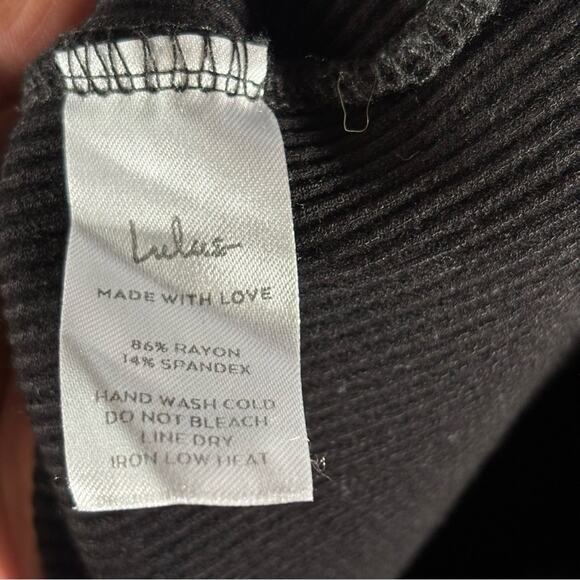 Lulus
MADE WITH LOVE
86% RAYON
14% SPANDEX
HAND WASH COLD
DO NOT BLEACH
LINE DRY
IRON LOW HEAT